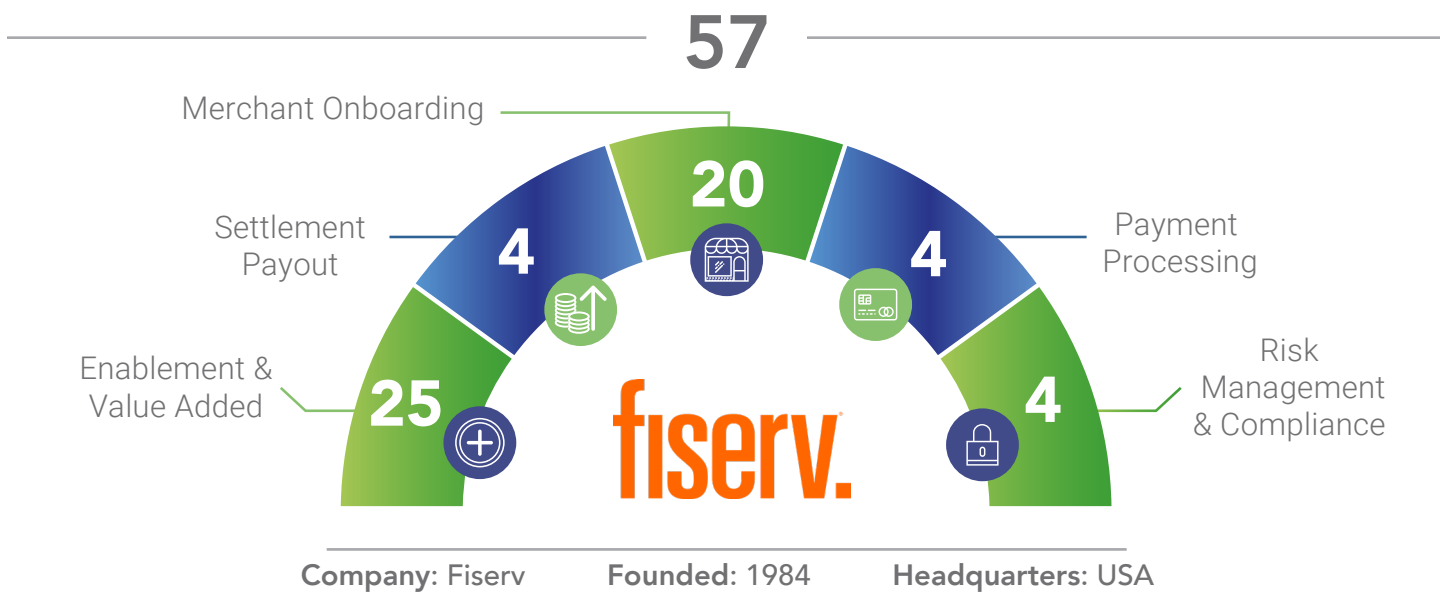 57
Merchant Onboarding
20
Settlement
Payout
4
4
Payment
Processing
Enablement &
Value Added
25
4
Risk
Management
& Compliance
fiserv.
Company: Fiserv
Founded: 1984
Headquarters: USA